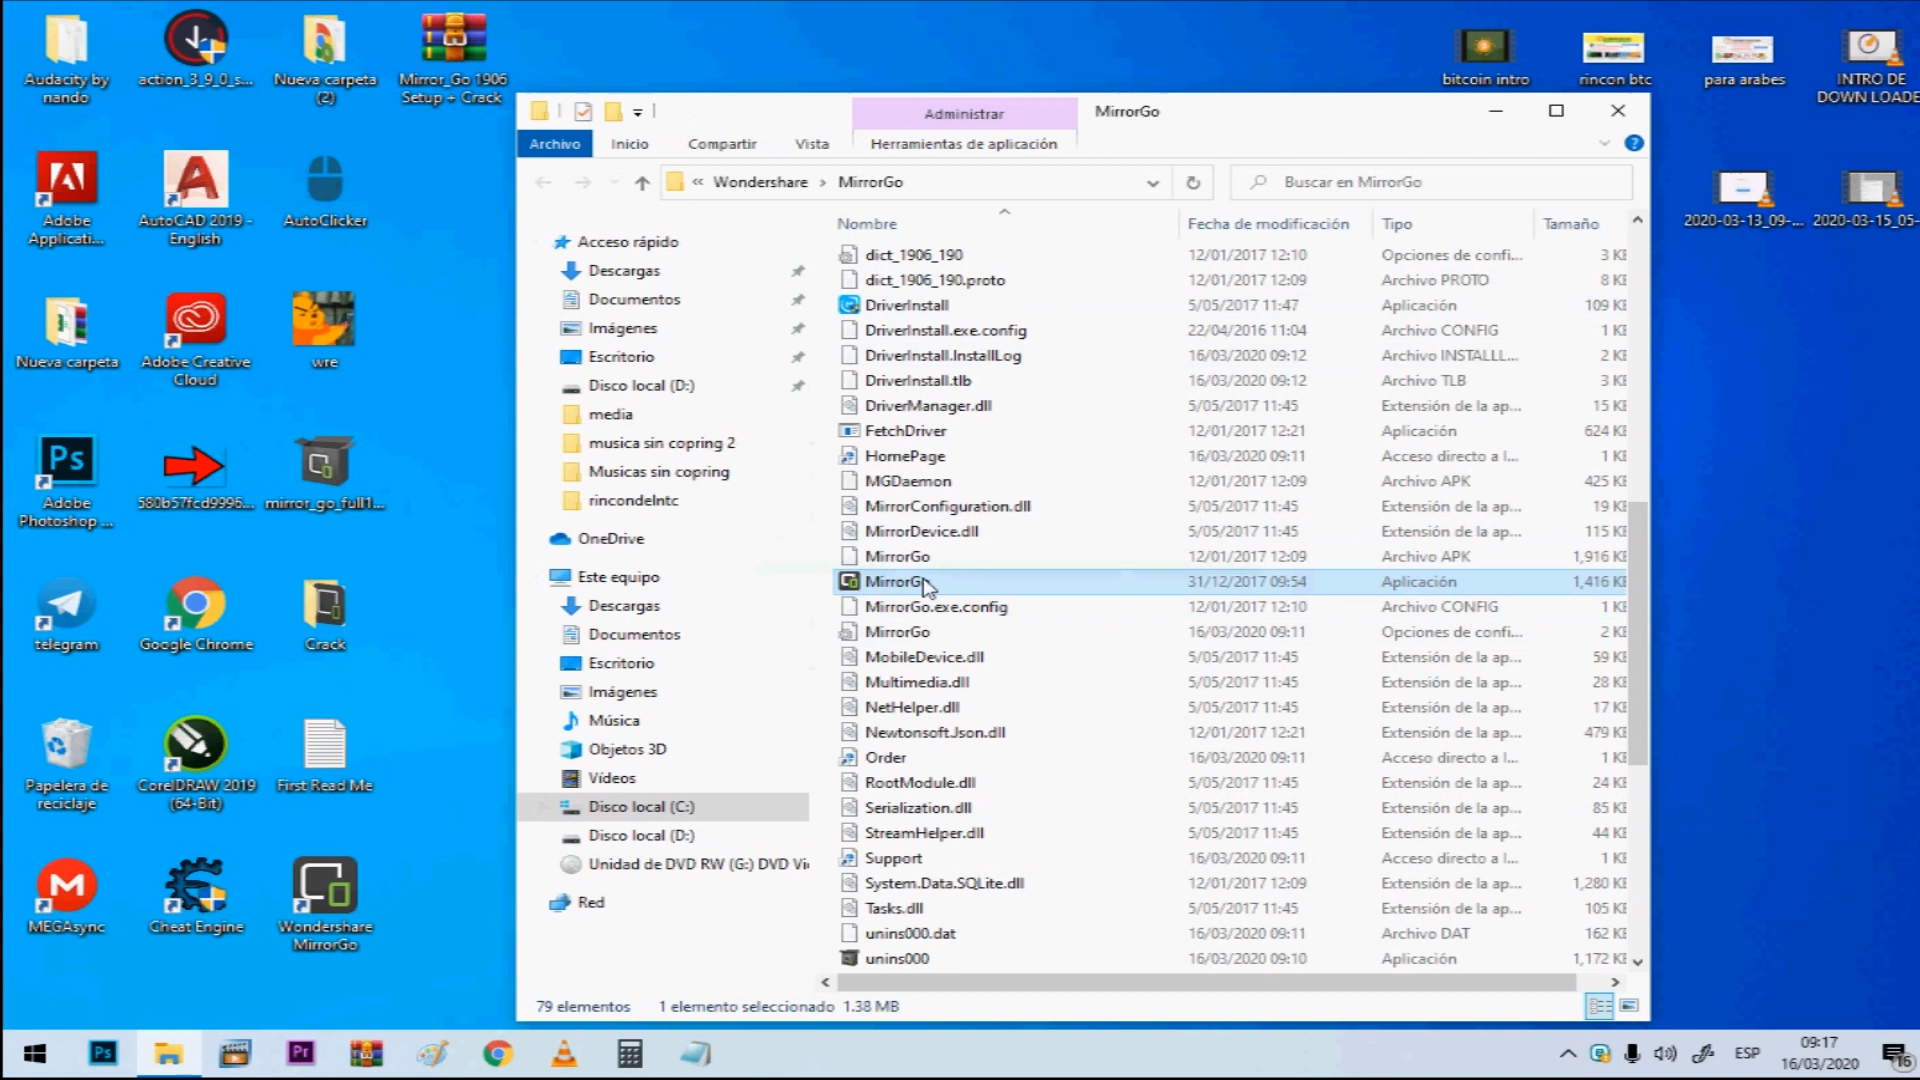 Audacity by
nando
action_3_9_0_s...
Nueva carpeta
(2)
Mirror_Go 1906
Setup + Crack
Adobe
Applicati...
AutoCAD 2019 -
English
AutoClicker
Nueva carpeta
Adobe Creative
Cloud
wre
Ps
Adobe
Photoshop ...
580b57fcd9996...
mirror_go_full1...
telegram
Google Chrome
Crack
Papelera de
reciclaje
CorelDRAW 2019
(64-Bit)
First Read Me
MEGAsync
Cheat Engine
Wondershare
MirrorGo
bitcoin intro
rincon btc
para arabes
INTRO DE
DOWN LOADE
2020-03-13_09-...
2020-03-15_05-
Administrar
MirrorGo
Archivo
Inicio
Compartir
Vista
Herramientas de aplicación
« Wondershare › MirrorGo
Buscar en MirrorGo
Acceso rápido
Descargas
Documentos
Imágenes
Escritorio
Disco local (D:)
media
musica sin copring 2
Musicas sin copring
rincondelntc
OneDrive
Este equipo
Descargas
Documentos
Escritorio
Imágenes
Música
Objetos 3D
Vídeos
Disco local (C:)
Disco local (D:)
Unidad de DVD RW (G:) DVD Vi
Red
Nombre Fecha de modificación Tipo Tamaño
dict_1906_190 12/01/2017 12:10 Opciones de confi... 3 KB
dict_1906_190.proto 12/01/2017 12:09 Archivo PROTO 8 KB
DriverInstall 5/05/2017 11:47 Aplicación 109 KB
DriverInstall.exe.config 22/04/2016 11:04 Archivo CONFIG 1 KB
DriverInstall.InstallLog 16/03/2020 09:12 Archivo INSTALLL... 2 KB
DriverInstall.tlb 16/03/2020 09:12 Archivo TLB 3 KB
DriverManager.dll 5/05/2017 11:45 Extensión de la ap... 15 KB
FetchDriver 12/01/2017 12:21 Aplicación 624 KB
HomePage 16/03/2020 09:11 Acceso directo a I... 1 KB
MGDaemon 12/01/2017 12:09 Archivo APK 425 KB
MirrorConfiguration.dll 5/05/2017 11:45 Extensión de la ap... 19 KB
MirrorDevice.dll 5/05/2017 11:45 Extensión de la ap... 115 KB
MirrorGo 12/01/2017 12:09 Archivo APK 1,916 KB
MirrorGo 31/12/2017 09:54 Aplicación 1,416 KB
MirrorGo.exe.config 12/01/2017 12:10 Archivo CONFIG 1 KB
MirrorGo 16/03/2020 09:11 Opciones de confi... 2 KB
MobileDevice.dll 5/05/2017 11:45 Extensión de la ap... 59 KB
Multimedia.dll 5/05/2017 11:45 Extensión de la ap... 28 KB
NetHelper.dll 5/05/2017 11:45 Extensión de la ap... 17 KB
Newtonsoft.Json.dll 12/01/2017 12:21 Extensión de la ap... 479 KB
Order 16/03/2020 09:11 Acceso directo a I... 1 KB
RootModule.dll 5/05/2017 11:45 Extensión de la ap... 24 KB
Serialization.dll 5/05/2017 11:45 Extensión de la ap... 85 KB
StreamHelper.dll 5/05/2017 11:45 Extensión de la ap... 44 KB
Support 16/03/2020 09:11 Acceso directo a I... 1 KB
System.Data.SQLite.dll 12/01/2017 12:09 Extensión de la ap... 1,280 KB
Tasks.dll 5/05/2017 11:45 Extensión de la ap... 105 KB
unins000.dat 16/03/2020 09:11 Archivo DAT 162 KB
unins000 16/03/2020 09:10 Aplicación 1,172 KB
79 elementos 1 elemento seleccionado 1.38 MB
Ps
Pr
ESP
09:17
16/03/2020
16